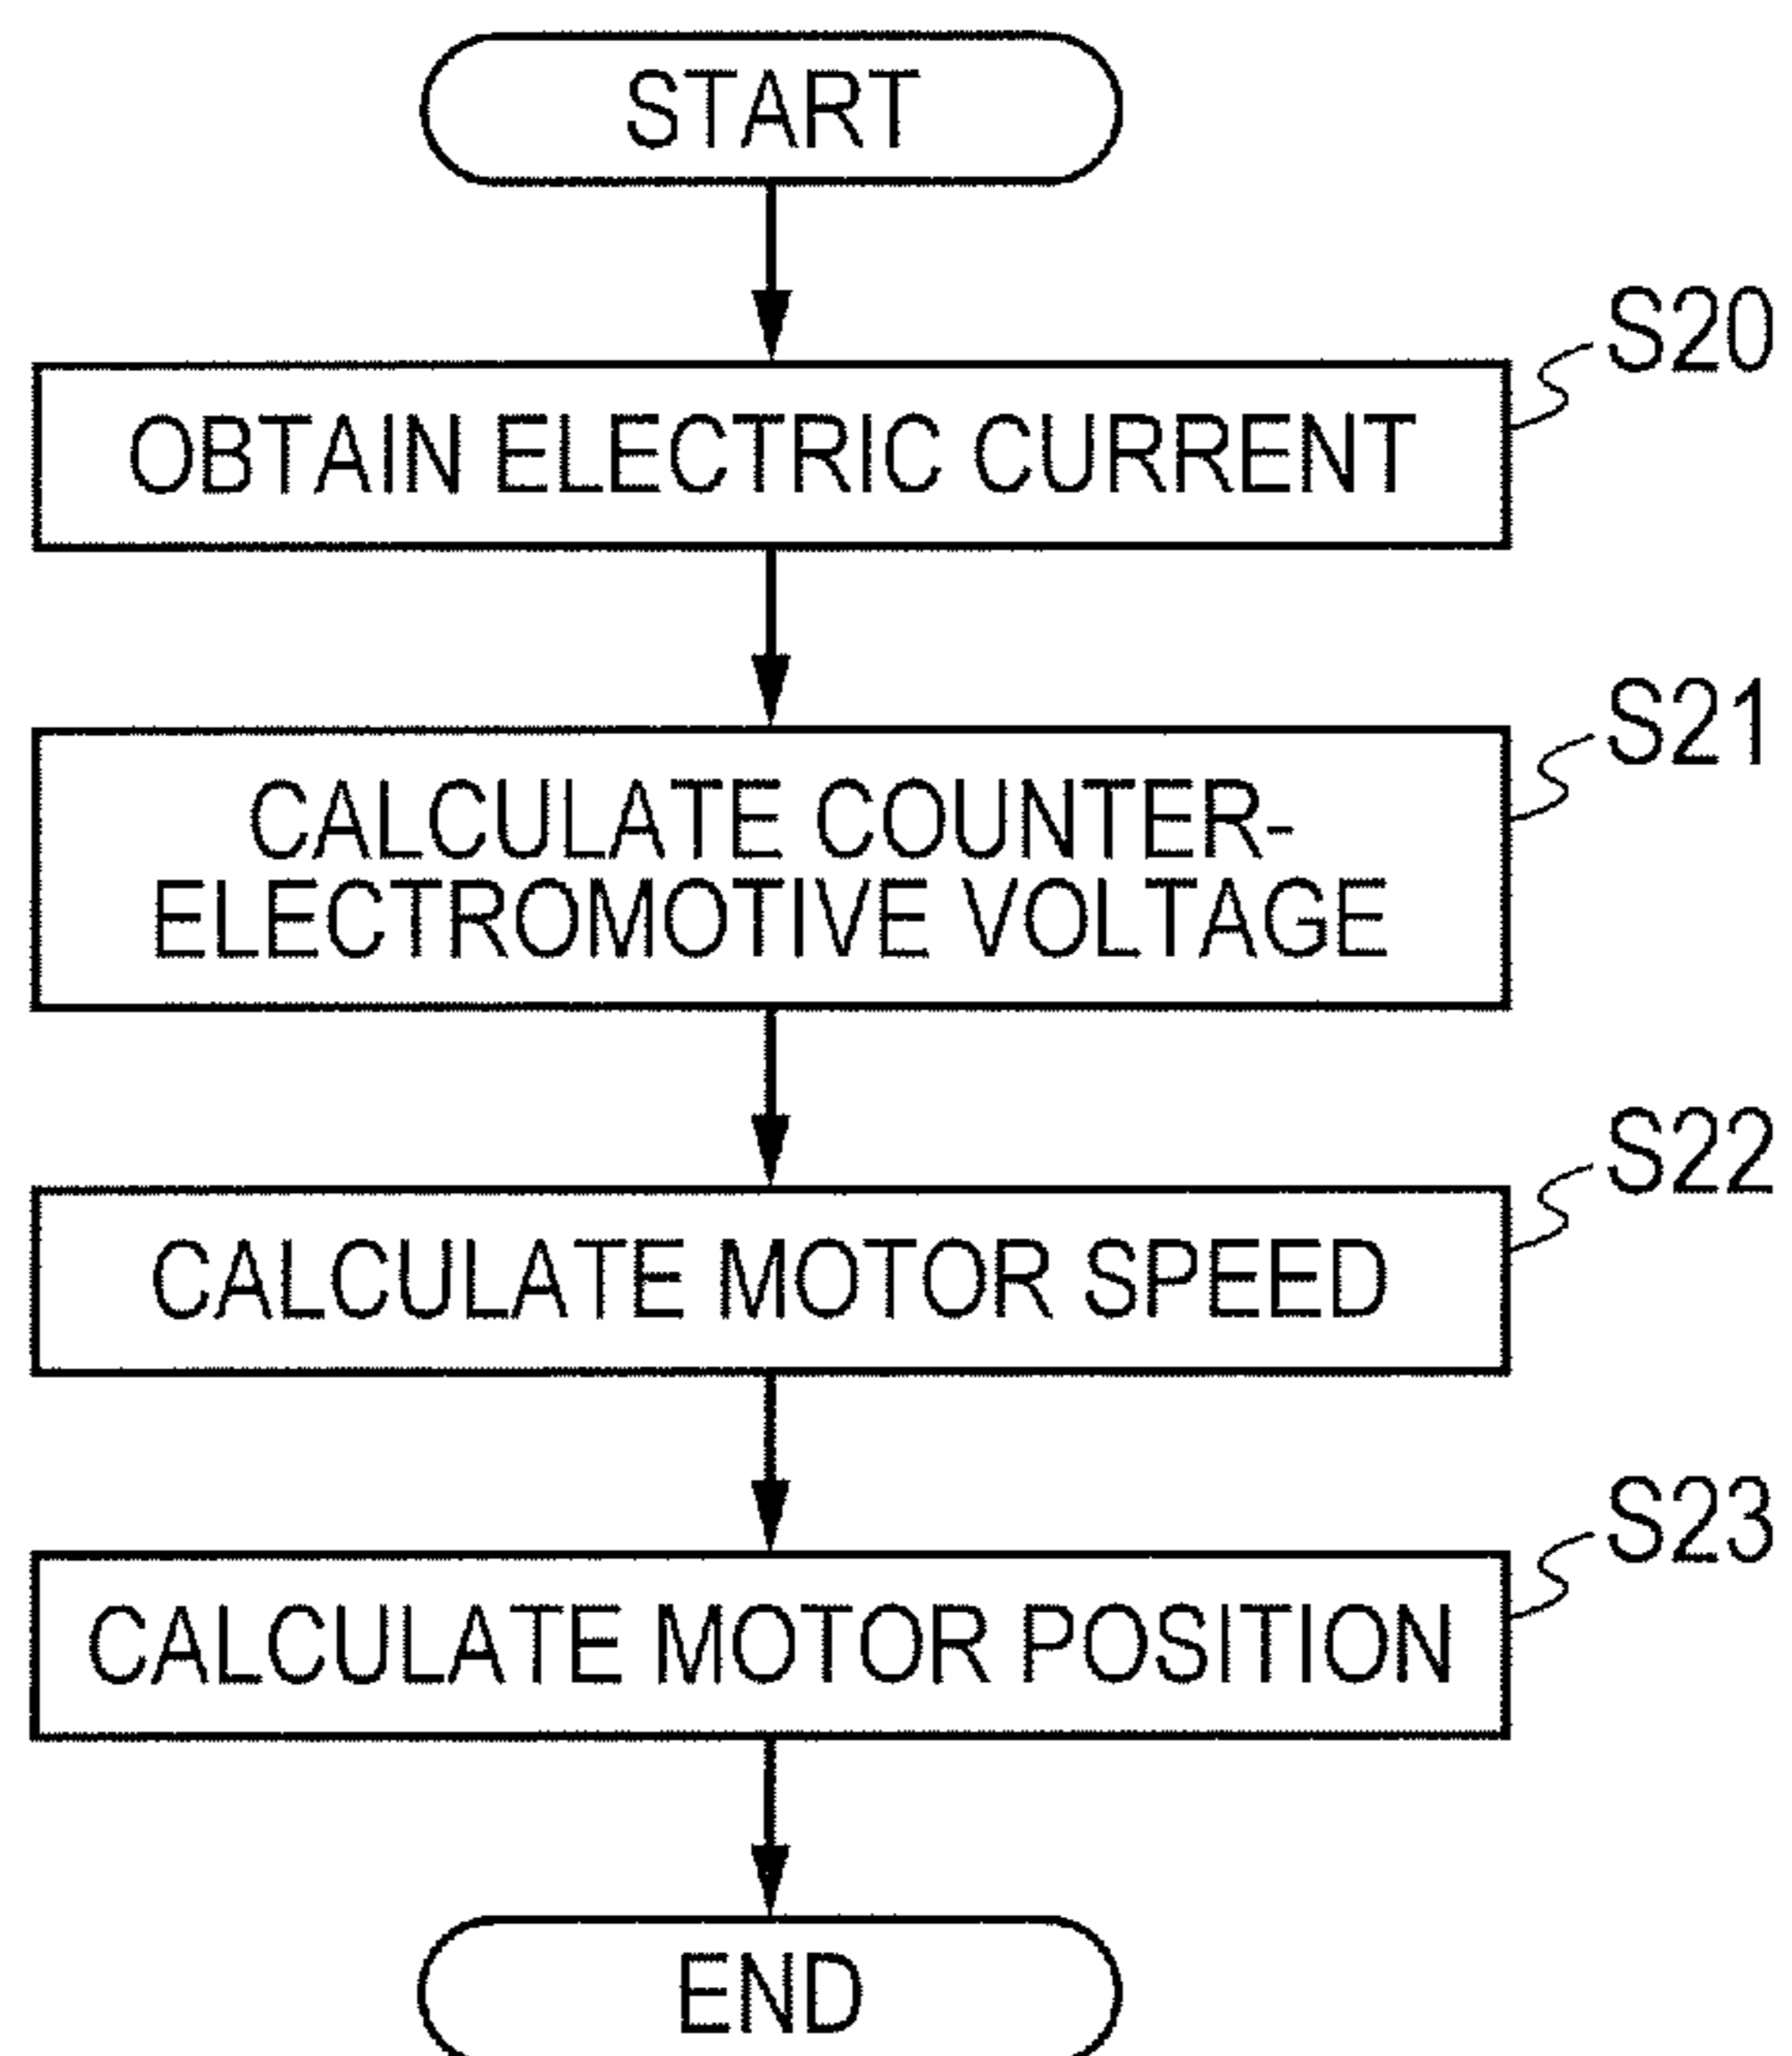 START
S20
OBTAIN ELECTRIC CURRENT
S21
CALCULATE COUNTER-
ELECTROMOTIVE VOLTAGE
S22
CALCULATE MOTOR SPEED
S23
CALCULATE MOTOR POSITION
END